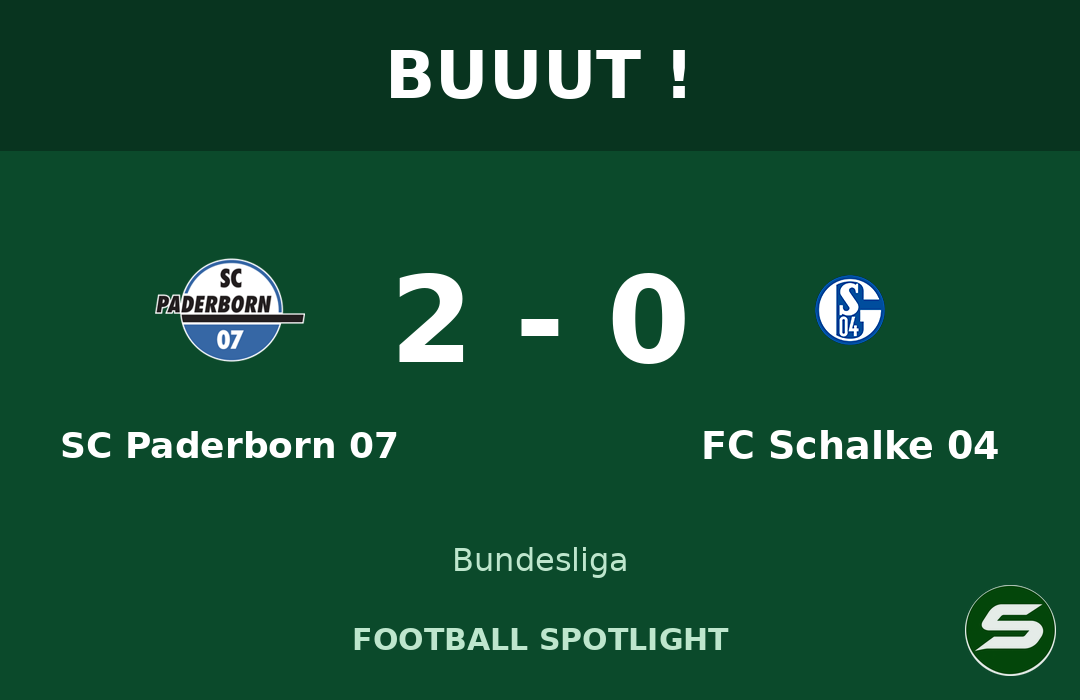 BUUUT !
SC
PADERBORN
07
2 - 0
S
04
SC Paderborn 07
FC Schalke 04
Bundesliga
FOOTBALL SPOTLIGHT
S